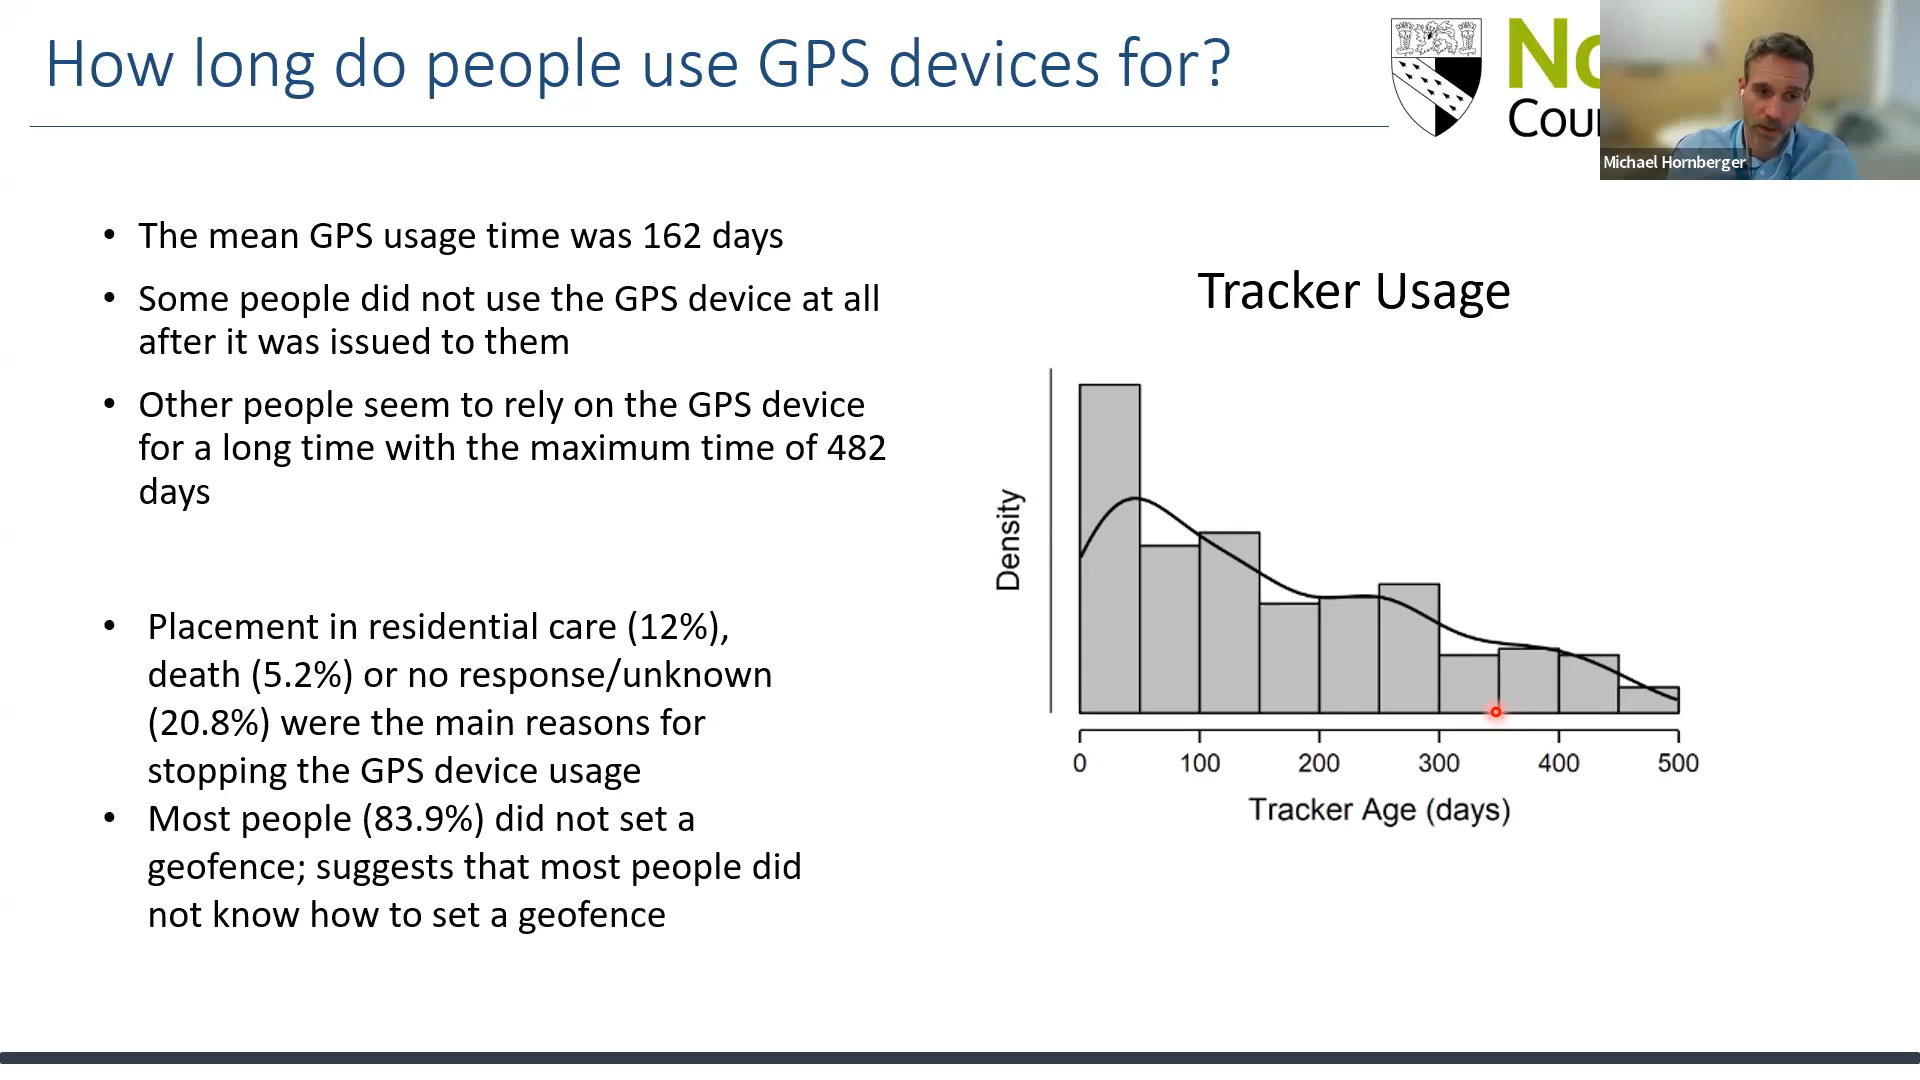 How long do people use GPS devices for?
Michael Hornberger
• The mean GPS usage time was 162 days
• Some people did not use the GPS device at all
after it was issued to them
• Other people seem to rely on the GPS device
for a long time with the maximum time of 482
days
• Placement in residential care (12%),
death (5.2%) or no response/unknown
(20.8%) were the main reasons for
stopping the GPS device usage
• Most people (83.9%) did not set a
geofence; suggests that most people did
not know how to set a geofence
Tracker Usage
Density
0 100 200 300 400 500
Tracker Age (days)